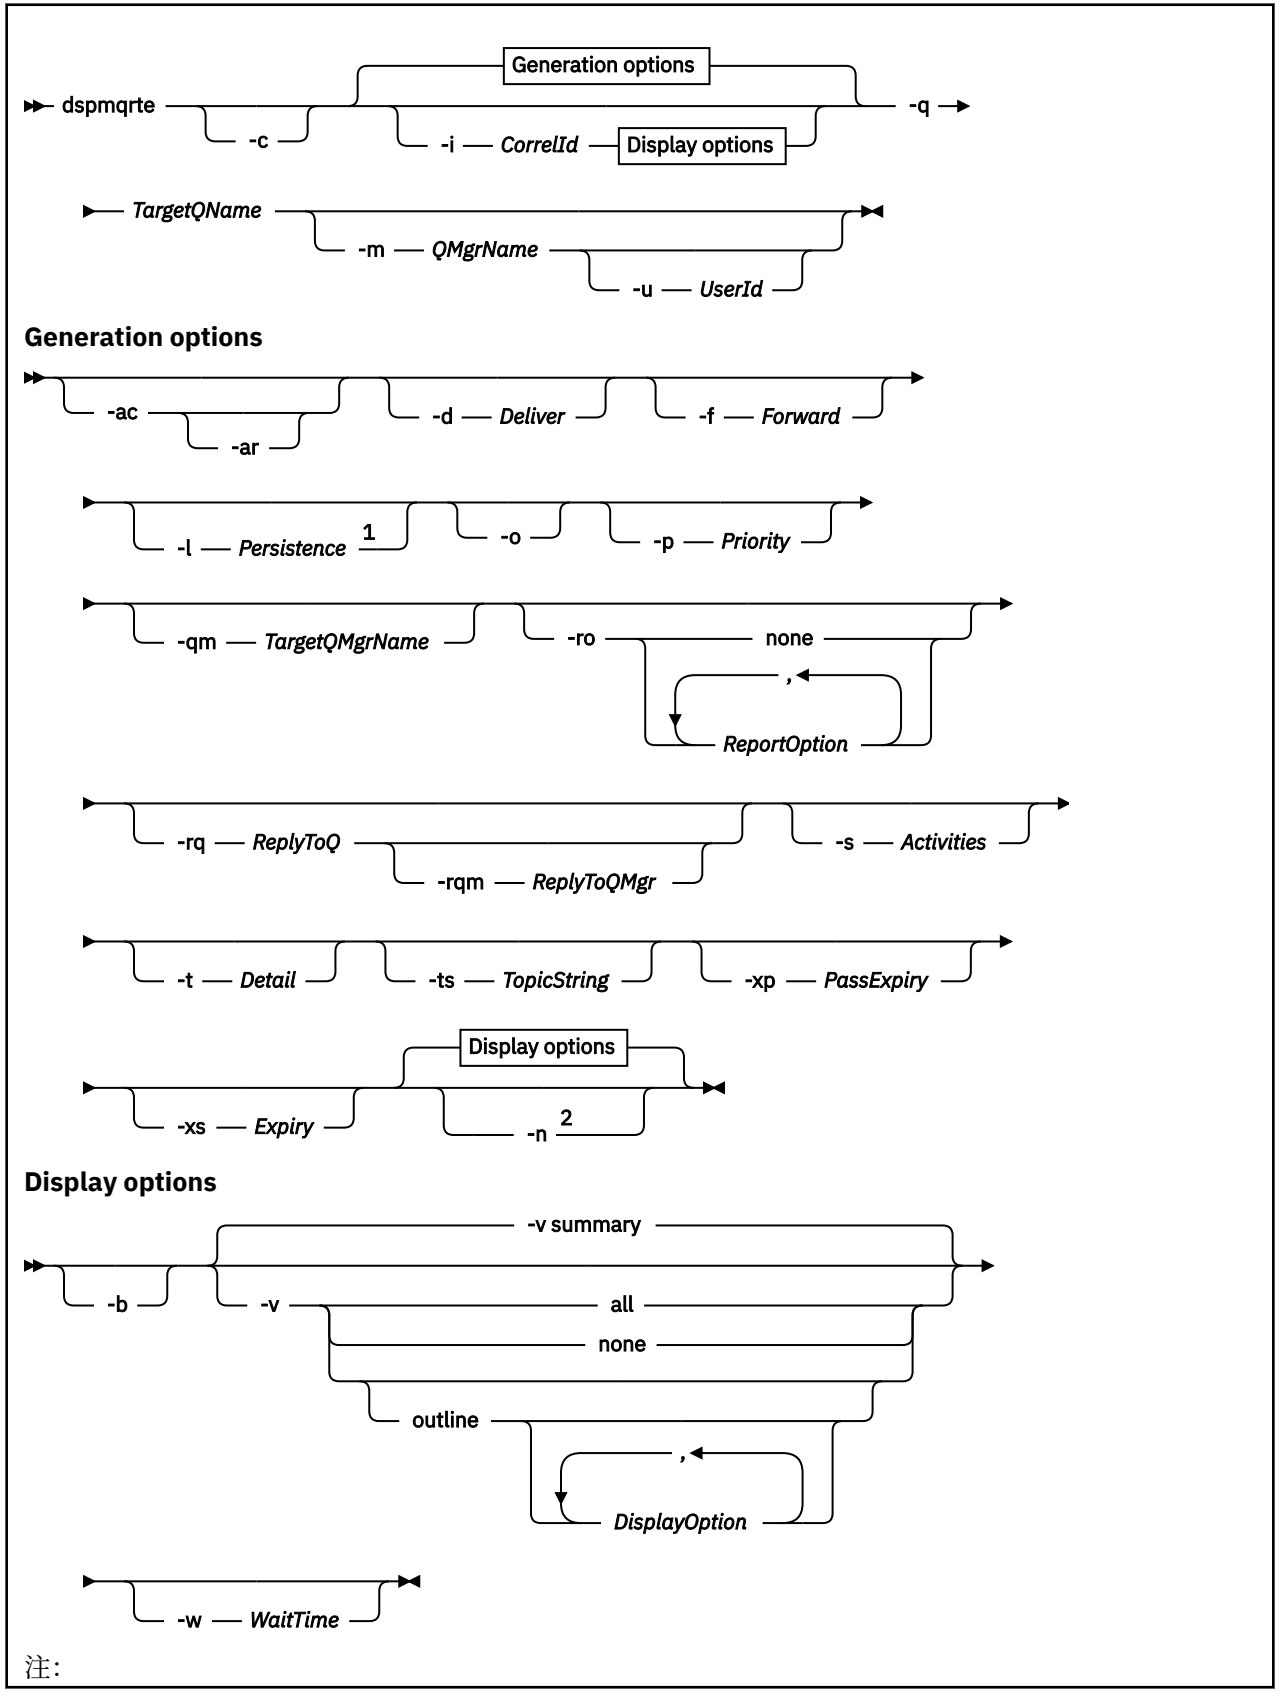 Generation options
dspmqrte -c -i CorrelId Display options -q
TargetQName -m QMgrName -u UserId
Generation options
-ac -ar -d Deliver -f Forward
-l Persistence 1 -o -p Priority
-qm TargetQMgrName -ro none
,
ReportOption
-rq ReplyToQ -rqm ReplyToQMgr -s Activities
-t Detail -ts TopicString -xp PassExpiry
Display options
-xs Expiry -n 2
Display options
-v summary
-b -v all
none
outline
,
DisplayOption
-w WaitTime
注：